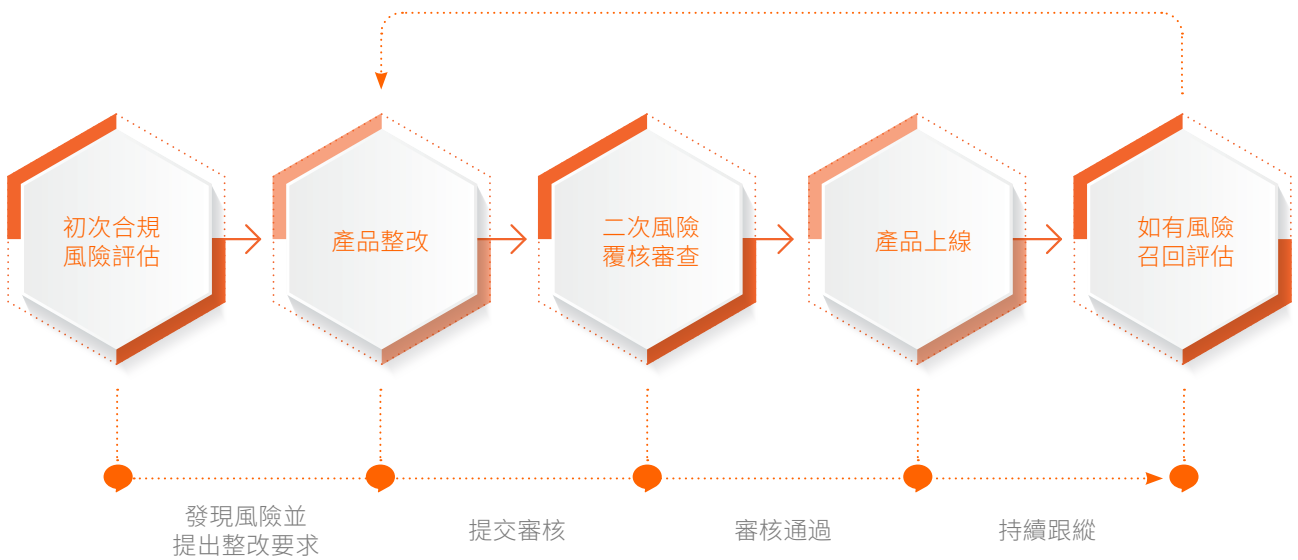 初次合規
風險評估
產品整改
二次風險
覆核審查
產品上線
如有風險
召回評估
發現風險並
提出整改要求
提交審核
審核通過
持續跟縱